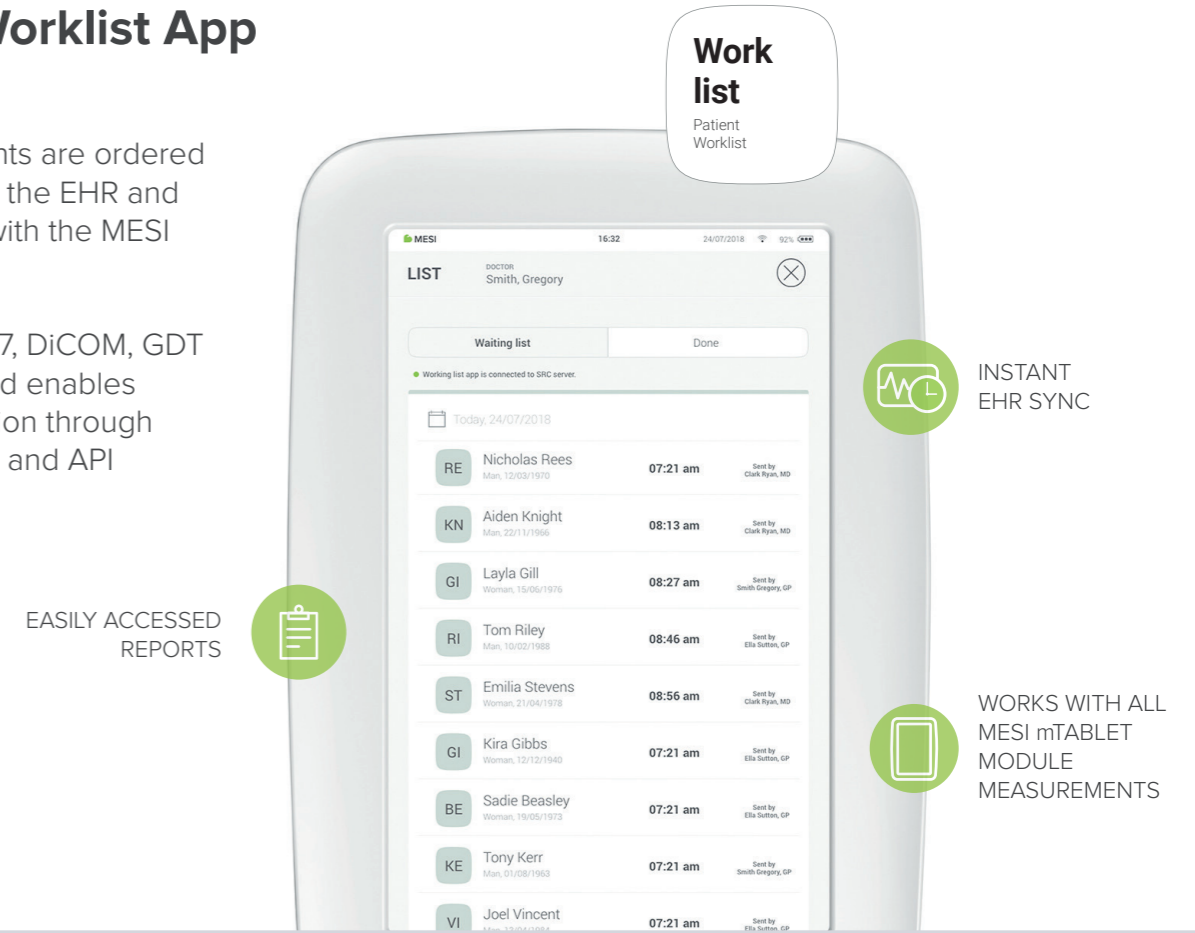 Worklist App
Work
list
Patient
Worklist
nts are ordered
the EHR and
with the MESI
7, DiCOM, GDT
d enables
on through
and API
MESI 16:32 24/07/2018 92%
LIST
DOCTOR
Smith, Gregory
Waiting list Done
Working list app is connected to SRC server.
Today, 24/07/2018
RE Nicholas Rees 07:21 am Sent by
Man, 12/03/1970 Clark Ryan, MD
KN Aiden Knight 08:13 am Sent by
Man, 22/11/1966 Clark Ryan, MD
GI Layla Gill 08:27 am Sent by
Woman, 15/06/1976 Smith Gregory, GP
RI Tom Riley 08:46 am Sent by
Man, 10/02/1988 Ella Sutton, GP
ST Emilia Stevens 08:56 am Sent by
Woman, 21/04/1978 Clark Ryan, MD
GI Kira Gibbs 07:21 am Sent by
Woman, 12/12/1940 Ella Sutton, GP
BE Sadie Beasley 07:21 am Sent by
Woman, 19/05/1973 Ella Sutton, GP
KE Tony Kerr 07:21 am Sent by
Man, 01/08/1963 Smith Gregory, GP
VI Joel Vincent 07:21 am Sent by
Ella Sutton, GP
EASILY ACCESSED
REPORTS
INSTANT
EHR SYNC
WORKS WITH ALL
MESI mTABLET
MODULE
MEASUREMENTS